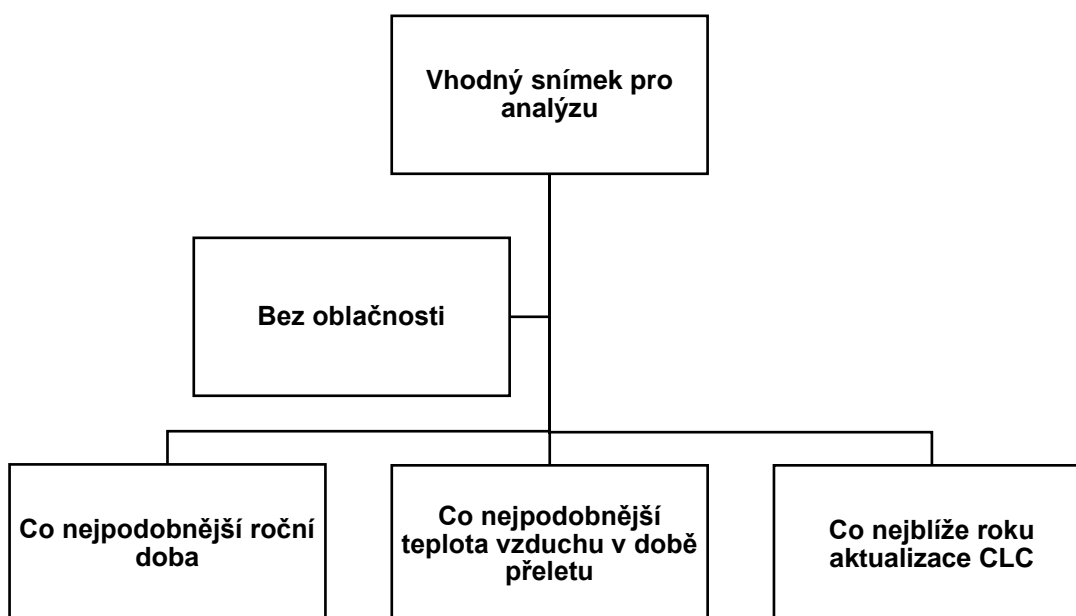 Vhodný snímek pro
analýzu
Bez oblačnosti
Co nejpodobnější roční
doba
Co nejpodobnější
teplota vzduchu v době
přeletu
Co nejblíže roku
aktualizace CLC